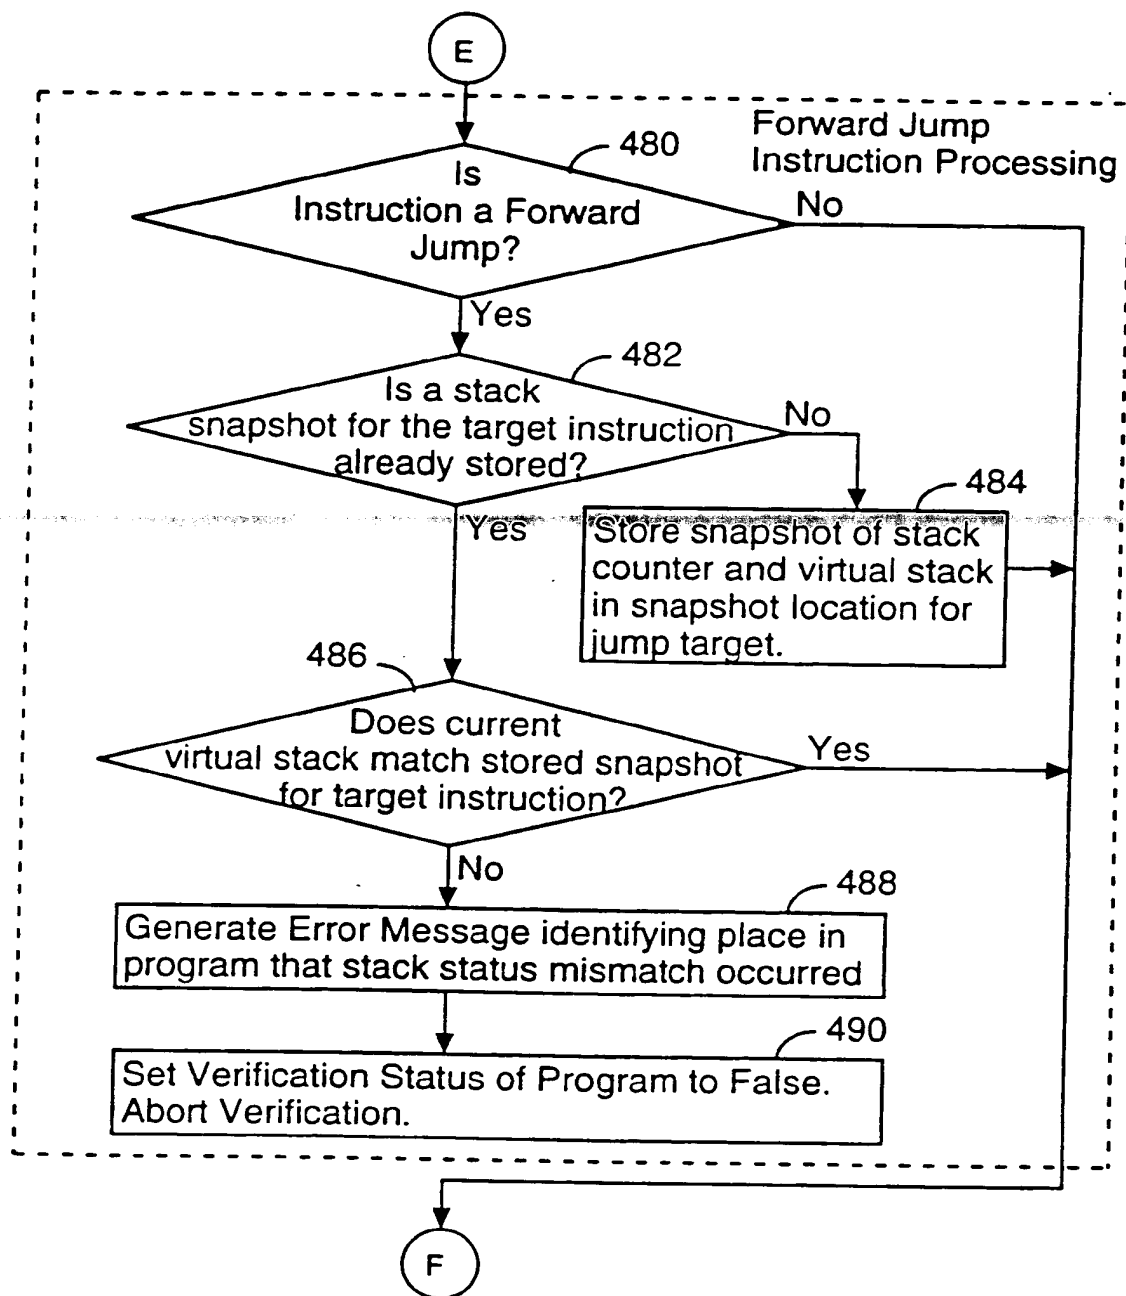 E
Forward Jump
Instruction Processing
480
Is
Instruction a Forward
Jump?
No
Yes
482
Is a stack
snapshot for the target instruction
already stored?
No
Yes
484
Store snapshot of stack
counter and virtual stack
in snapshot location for
jump target.
486
Does current
virtual stack match stored snapshot
for target instruction?
Yes
No
488
Generate Error Message identifying place in
program that stack status mismatch occurred
490
Set Verification Status of Program to False.
Abort Verification.
F